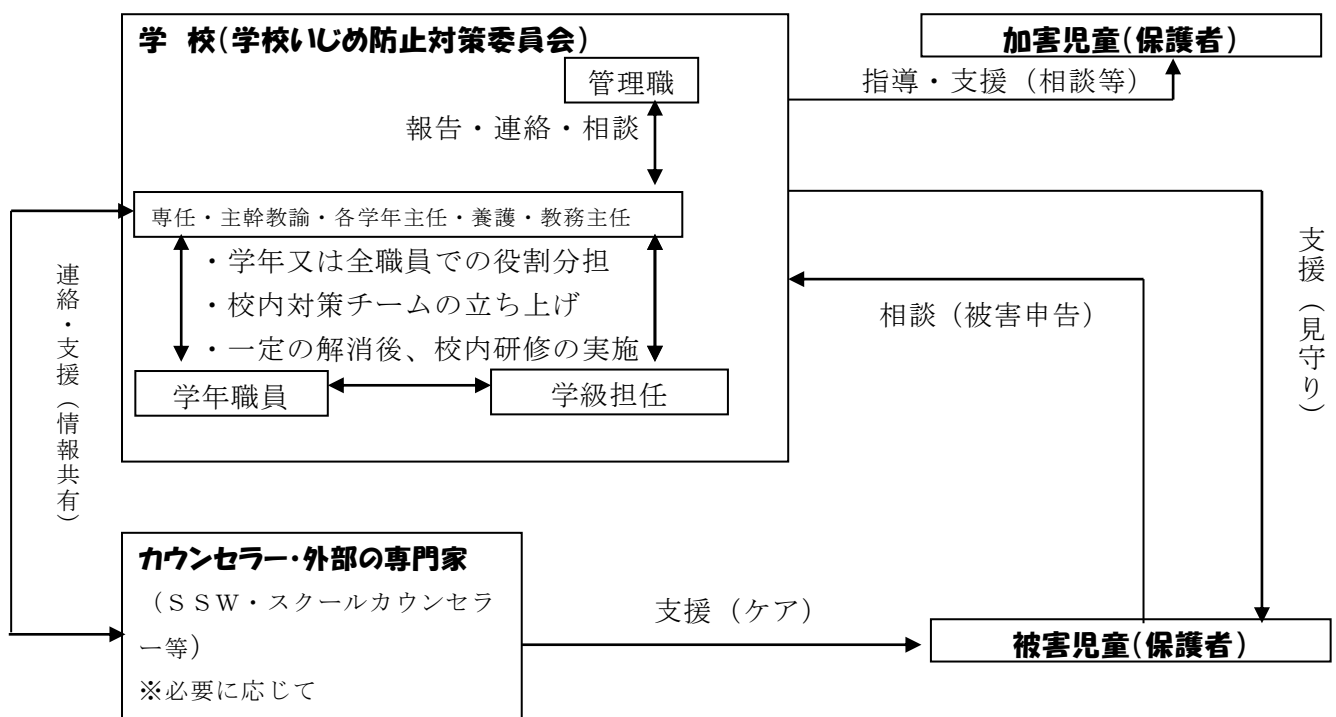 学 校(学校いじめ防止対策委員会)
管理職
報告・連絡・相談
専任・主幹教諭・各学年主任・養護・教務主任
・学年又は全職員での役割分担
・校内対策チームの立ち上げ
・一定の解消後、校内研修の実施
学年職員
学級担任
加害児童(保護者)
指導・支援（相談等）
支援（見守り）
相談（被害申告）
連絡・支援（情報共有）
カウンセラー・外部の専門家
（ＳＳＷ・スクールカウンセラ
ー等）
※必要に応じて
支援（ケア）
被害児童(保護者)